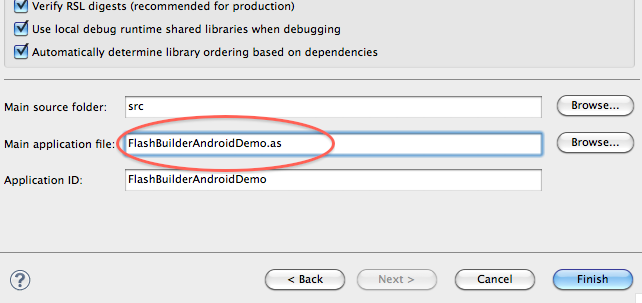 Verify RSL digests (recommended for production)
Use local debug runtime shared libraries when debugging
Automatically determine library ordering based on dependencies
Main source folder: src Browse...
Main application file: FlashBuilderAndroidDemo.as Browse...
Application ID: FlashBuilderAndroidDemo
? < Back Next > Cancel Finish